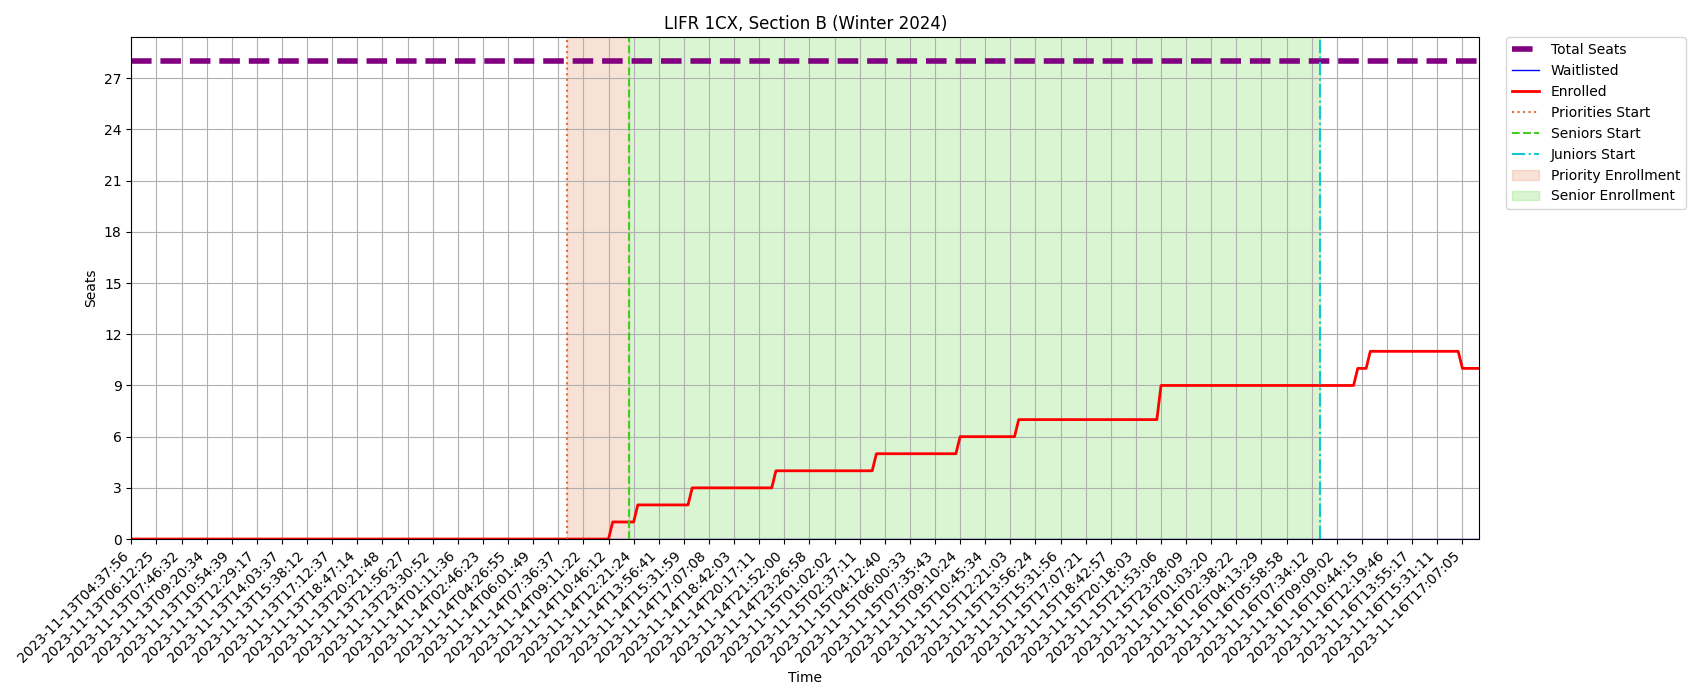 LIFR 1CX, Section B (Winter 2024)
Total Seats
Waitlisted
Enrolled
Priorities Start
Seniors Start
Juniors Start
Priority Enrollment
Senior Enrollment
Seats
27
24
21
18
15
12
9
6
3
0
2023-11-13T04:37:56
2023-11-13T06:12:25
2023-11-13T07:46:32
2023-11-13T09:20:34
2023-11-13T10:54:39
2023-11-13T12:29:17
2023-11-13T14:03:37
2023-11-13T15:38:12
2023-11-13T17:12:37
2023-11-13T18:47:14
2023-11-13T20:21:48
2023-11-13T21:56:27
2023-11-13T23:30:52
2023-11-14T01:11:36
2023-11-14T02:46:23
2023-11-14T04:26:55
2023-11-14T06:01:49
2023-11-14T07:36:37
2023-11-14T09:11:22
2023-11-14T10:46:12
2023-11-14T12:21:24
2023-11-14T13:56:41
2023-11-14T15:31:59
2023-11-14T17:07:08
2023-11-14T18:42:03
2023-11-14T20:17:11
2023-11-14T21:52:00
2023-11-14T23:26:58
2023-11-15T01:02:02
2023-11-15T02:37:11
2023-11-15T04:12:40
2023-11-15T06:00:33
2023-11-15T07:35:43
2023-11-15T09:10:24
2023-11-15T10:45:34
2023-11-15T12:21:03
2023-11-15T13:56:24
2023-11-15T15:31:56
2023-11-15T17:07:21
2023-11-15T18:42:57
2023-11-15T20:18:03
2023-11-15T21:53:06
2023-11-15T23:28:09
2023-11-16T01:03:20
2023-11-16T02:38:22
2023-11-16T04:13:29
2023-11-16T05:58:58
2023-11-16T07:34:12
2023-11-16T09:09:02
2023-11-16T10:44:15
2023-11-16T12:19:46
2023-11-16T13:55:17
2023-11-16T15:31:11
2023-11-16T17:07:05
Time